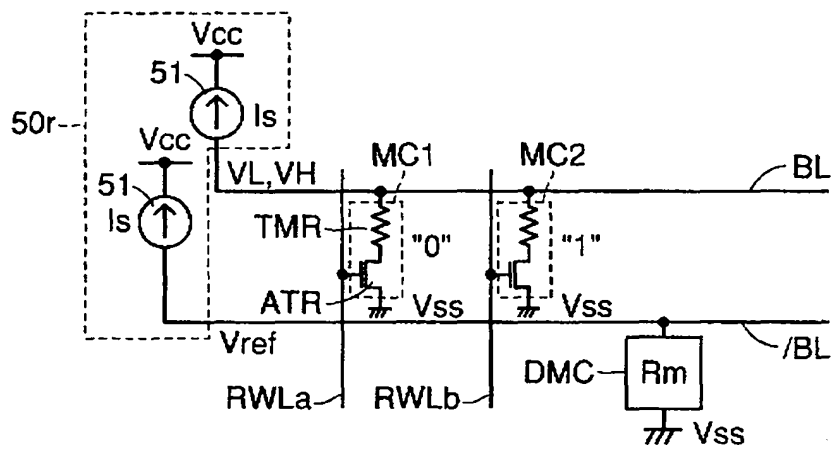 Vcc
51
Is
50r
Vcc
MC1
MC2
VL,VH
BL
51
Is
TMR
"0"
"1"
ATR
Vss
Vss
Vref
/BL
DMC
Rm
RWLa
RWLb
Vss